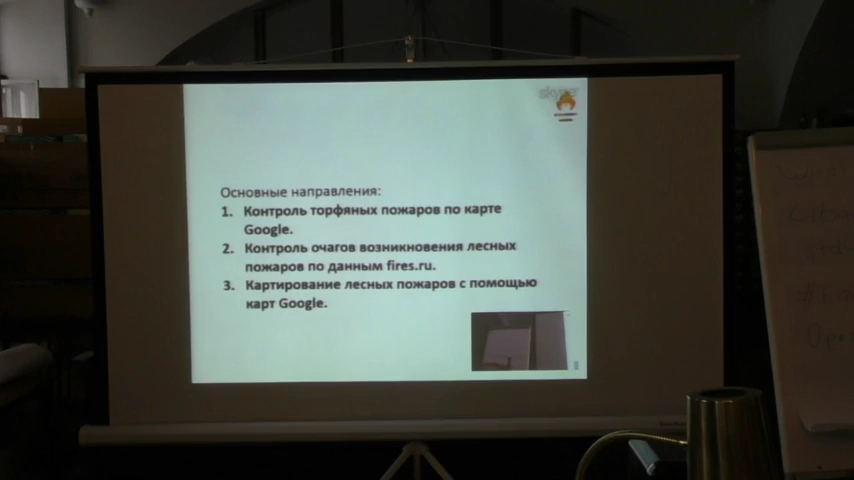 Основные направления:
1. Контроль торфяных пожаров по карте
Google.
2. Контроль очагов возникновения лесных
пожаров по данным fires.ru.
3. Картирование лесных пожаров с помощью
карт Google.